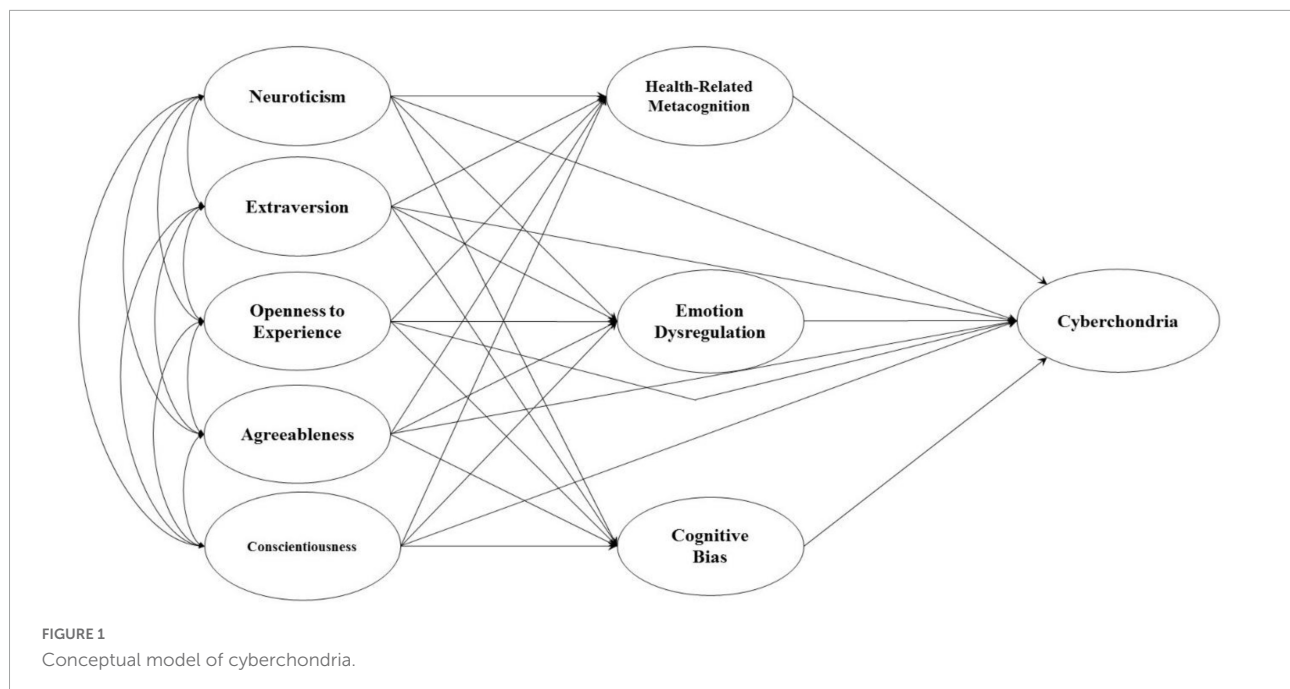 Neuroticism
Extraversion
Openness to
Experience
Agreeableness
Conscientiousness
Health-Related
Metacognition
Emotion
Dysregulation
Cognitive
Bias
Cyberchondria
FIGURE 1
Conceptual model of cyberchondria.